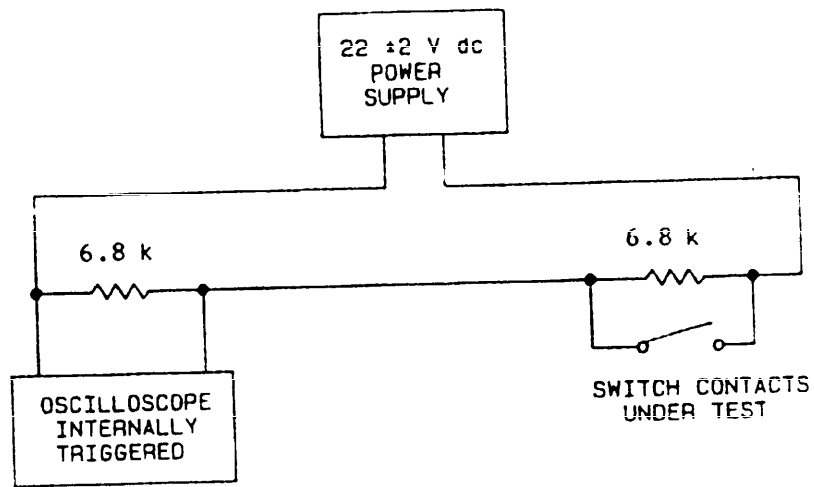 22 ±2 V dc
POWER
SUPPLY
6.8 k
6.8 k
OSCILLOSCOPE
INTERNALLY
TRIGGERED
SWITCH CONTACTS
UNDER TEST